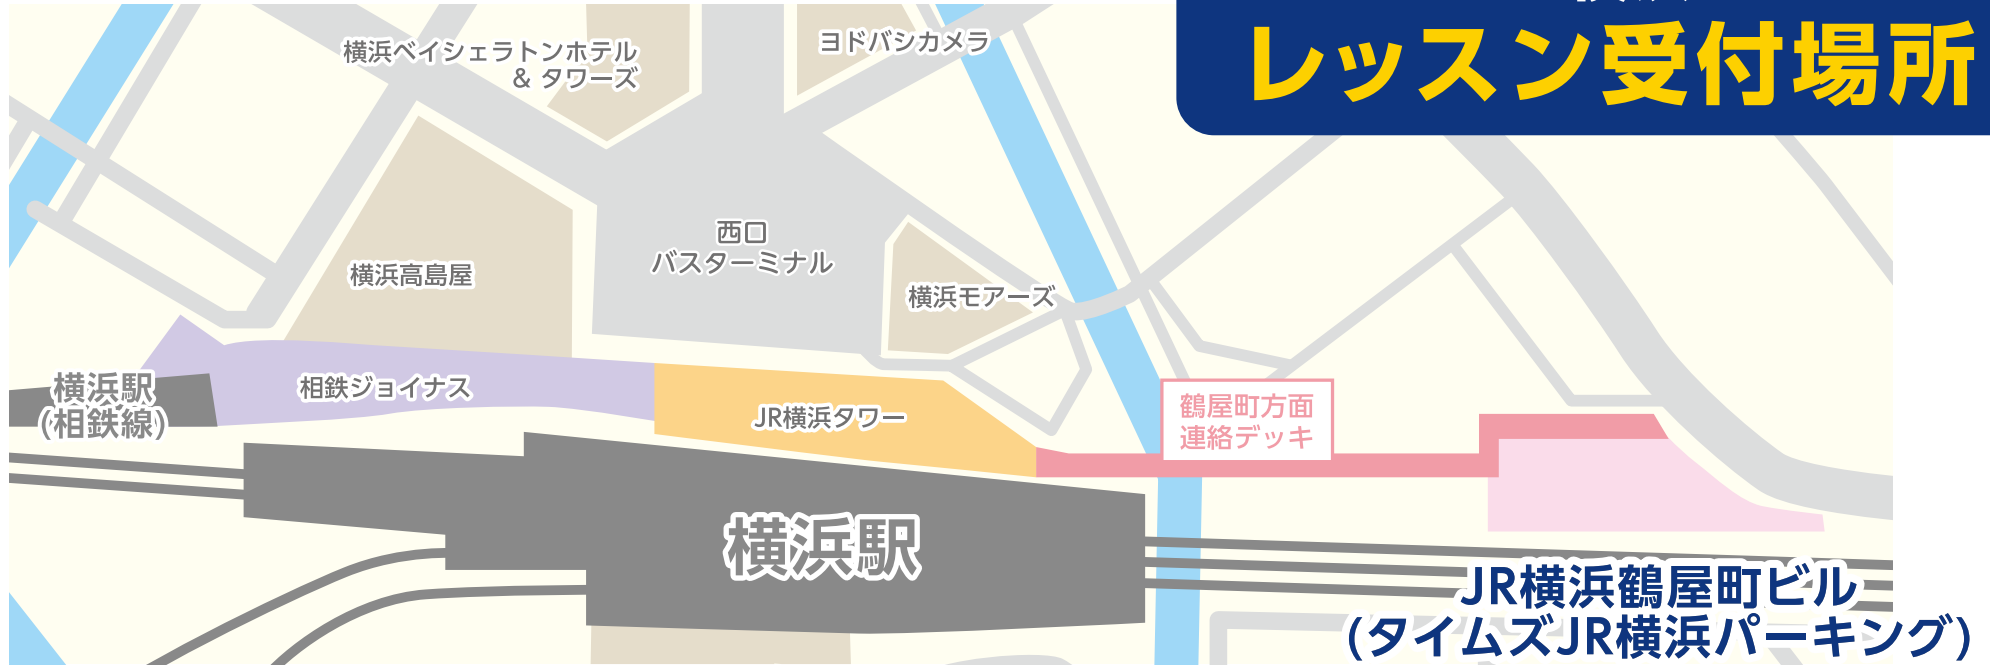 レッスン受付場所
横浜ベイシェラトンホテル
& タワーズ
ヨドバシカメラ
西口
バスターミナル
横浜高島屋
横浜モアーズ
横浜駅
(相鉄線)
相鉄ジョイナス
JR横浜タワー
鶴屋町方面
連絡デッキ
横浜駅
JR横浜鶴屋町ビル
(タイムズJR横浜パーキング)